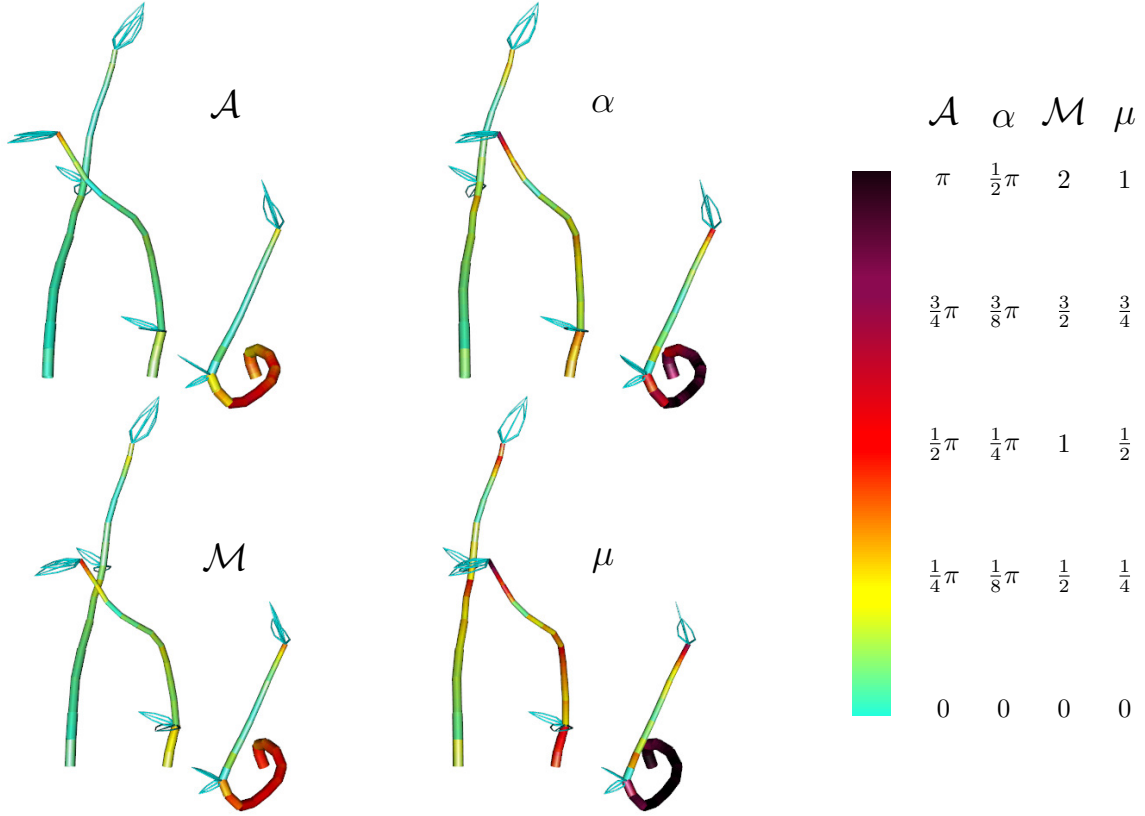 𝒜
α
ℳ
μ
𝒜 α ℳ μ
π ½π 2 1
¾π ⅜π 3/2 ¾
½π ¼π 1 ½
¼π ⅛π ½ ¼
0 0 0 0